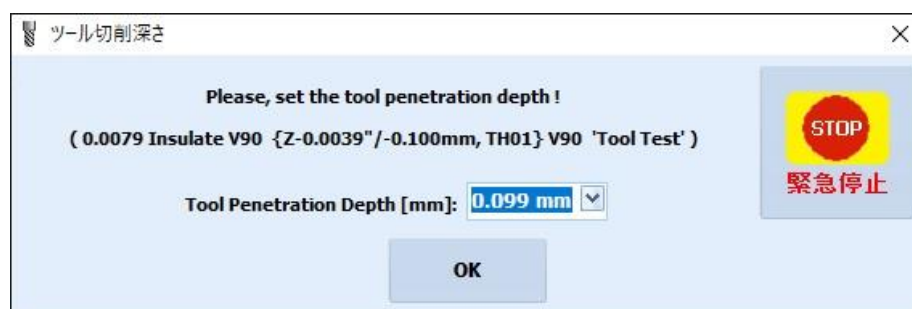 ツール切削深さ
Please, set the tool penetration depth !
( 0.0079 Insulate V90 {Z-0.0039"/-0.100mm, TH01} V90 'Tool Test' )
STOP
緊急停止
Tool Penetration Depth [mm]: 0.099 mm
OK